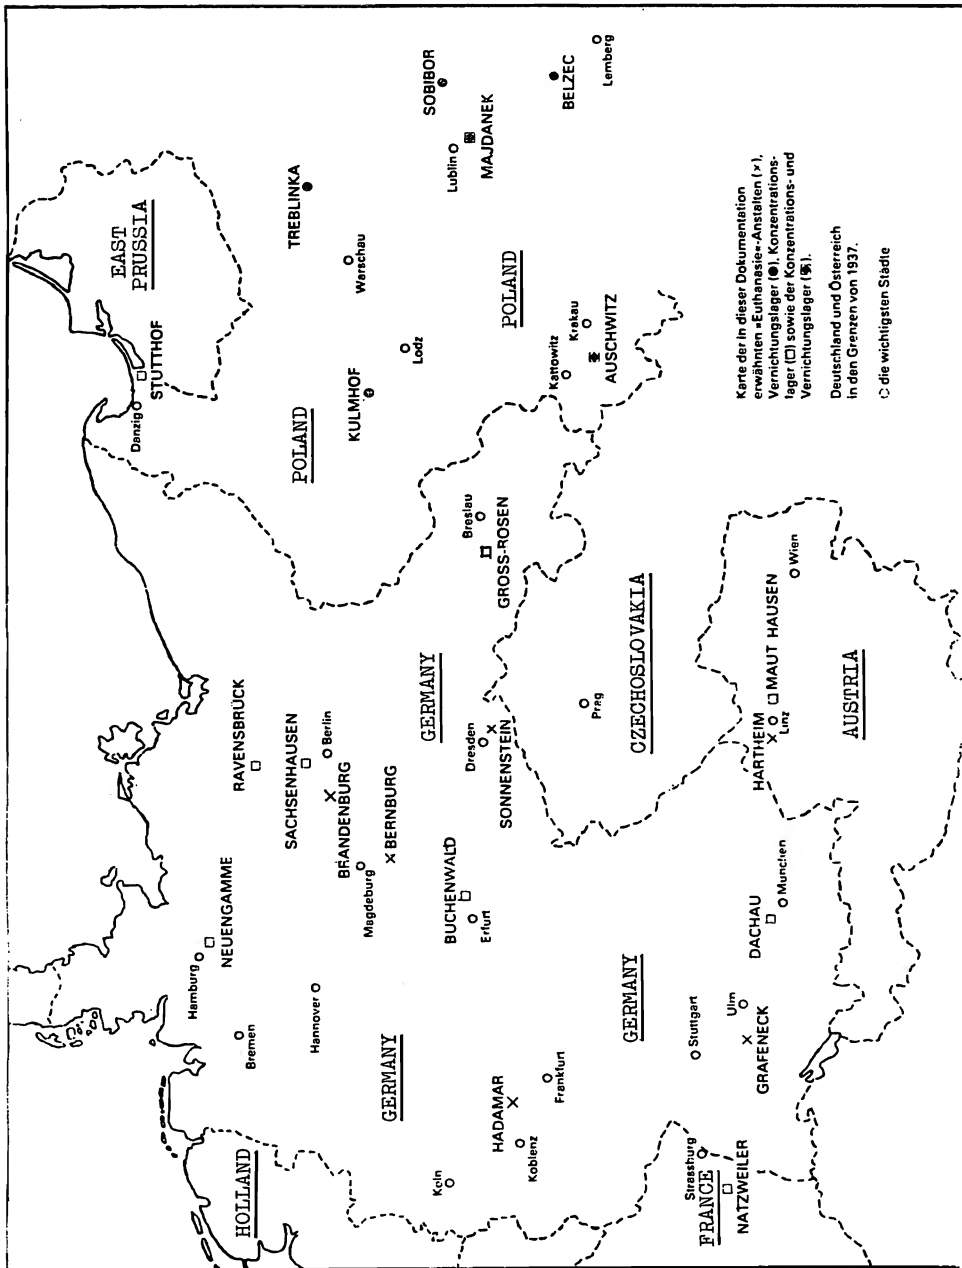 EAST
PRUSSIA
Danzig
STUTTHOF
POLAND
KULMHOF
Lodz
TREBLINKA
Warschau
SOBIBOR
Lublin
MAJDANEK
BELZEC
Lemberg
POLAND
Kattowitz
Krakau
AUSCHWITZ
Breslau
GROSS-ROSEN
GERMANY
RAVENSBRÜCK
SACHSENHAUSEN
Berlin
BRANDENBURG
Magdeburg
BERNBURG
Dresden
SONNENSTEIN
CZECHOSLOVAKIA
Prag
NEUENGAMME
Hamburg
Bremen
Hannover
BUCHENWALD
Erfurt
GERMANY
HOLLAND
Koln
HADAMAR
Koblenz
Frankfurt
GERMANY
Stuttgart
Ulm
GRAFENECK
DACHAU
Munchen
Strassburg
FRANCE
NATZWEILER
HARTHEIM
Linz
MAUT HAUSEN
Wien
AUSTRIA
Karte der in dieser Dokumentation
erwähnten »Euthanasie«-Anstalten (×),
Vernichtungslager (●), Konzentrations-
lager (□) sowie der Konzentrations- und
Vernichtungslager (▣).
Deutschland und Österreich
in den Grenzen von 1937.
○ die wichtigsten Städte